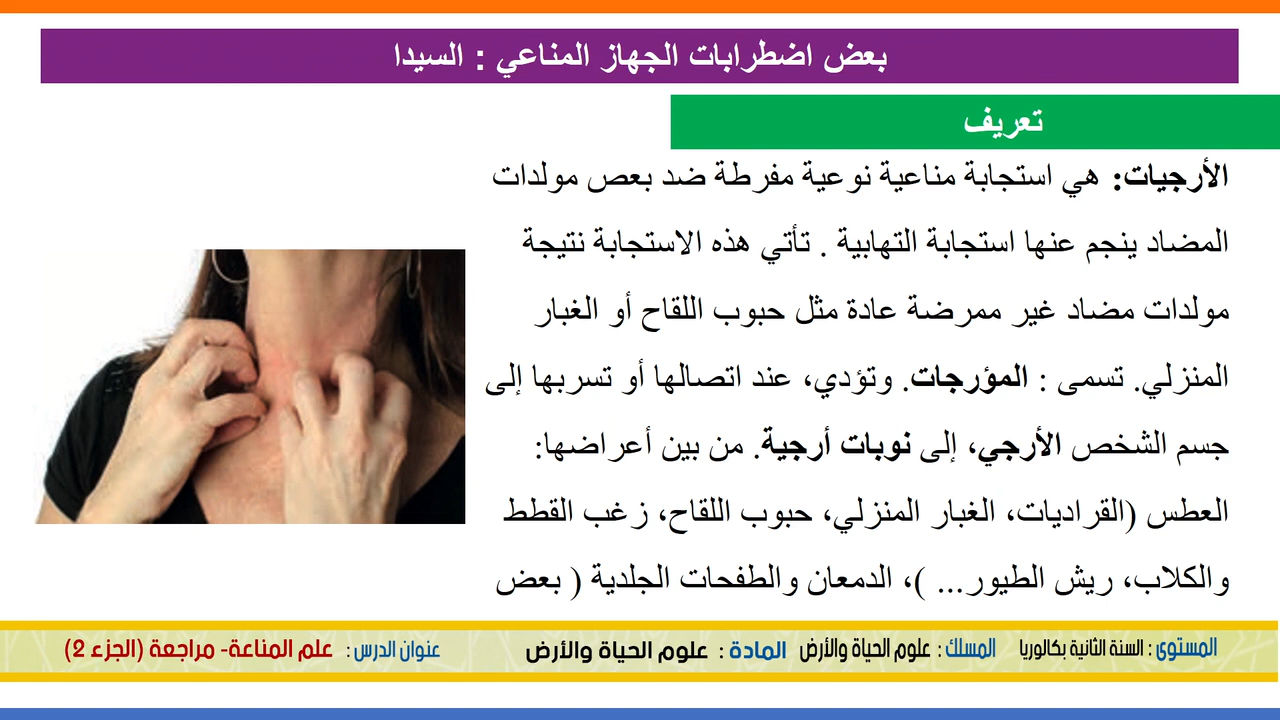 بعض اضطرابات الجهاز المناعي : السيدا
تعريف
الأرجيات: هي استجابة مناعية نوعية مفرطة ضد بعص مولدات
المضاد ينجم عنها استجابة التهابية . تأتي هذه الاستجابة نتيجة
مولدات مضاد غير ممرضة عادة مثل حبوب اللقاح أو الغبار
المنزلي. تسمى : المؤرجات. وتؤدي، عند اتصالها أو تسربها إلى
جسم الشخص الأرجي، إلى نوبات أرجية. من بين أعراضها:
العطس (القراديات، الغبار المنزلي، حبوب اللقاح، زغب القطط
والكلاب، ريش الطيور... )، الدمعان والطفحات الجلدية ( بعض
المستوى : السنة الثانية بكالوريا المسلك : علوم الحياة والأرض المادة : علوم الحياة والأرض عنوان الدرس : علم المناعة- مراجعة (الجزء 2)